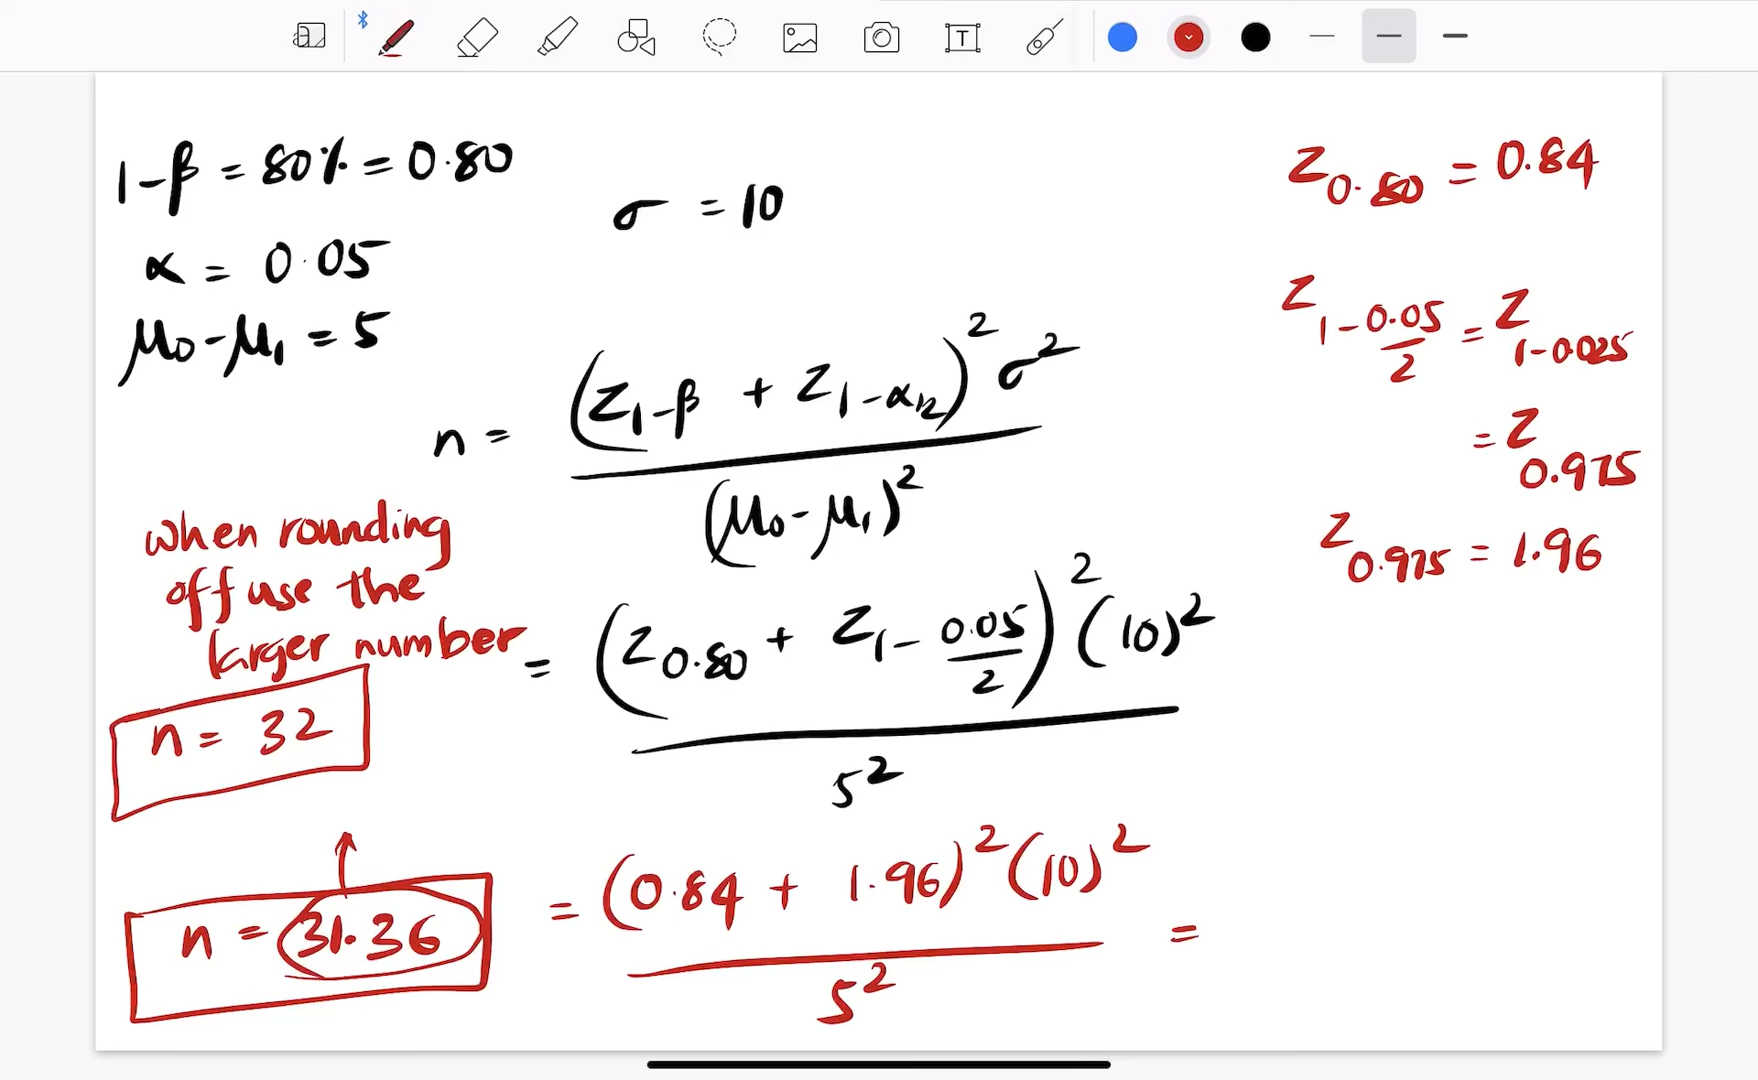 1-β = 80% = 0.80
α = 0.05
μ₀-μ₁ = 5
σ = 10
n = (Z₁₋β + Z₁₋α/₂)² σ² / (μ₀-μ₁)²
= (Z₀.₈₀ + Z₁₋ 0.05/2)² (10)² / 5²
= (0.84 + 1.96)² (10)² / 5² =
n = 31.36
when rounding
off use the
larger number
n = 32
Z₀.₈₀ = 0.84
Z₁₋ 0.05/2 = Z₁₋₀.₀₂₅
= Z₀.₉₇₅
Z₀.₉₇₅ = 1.96